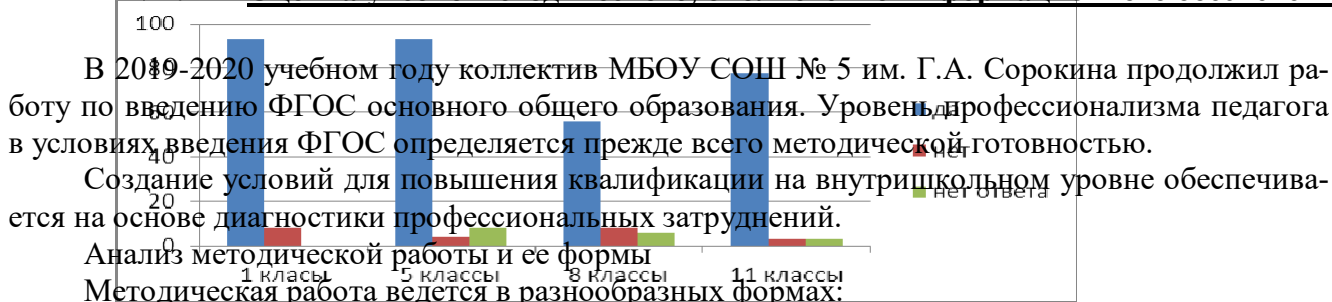 100
В 2019-2020 учебном году коллектив МБОУ СОШ № 5 им. Г.А. Сорокина продолжил ра-
80
боту по введению ФГОС основного общего образования. Уровень профессионализма педагога
60
да
в условиях введения ФГОС определяется прежде всего методической готовностью.
40
нет
Создание условий для повышения квалификации на внутришкольном уровне обеспечива-
20
нет ответа
ется на основе диагностики профессиональных затруднений.
0
Анализ методической работы и ее формы
1 класы 5 классы 8 классы 11 классы
Методическая работа ведется в разнообразных формах: